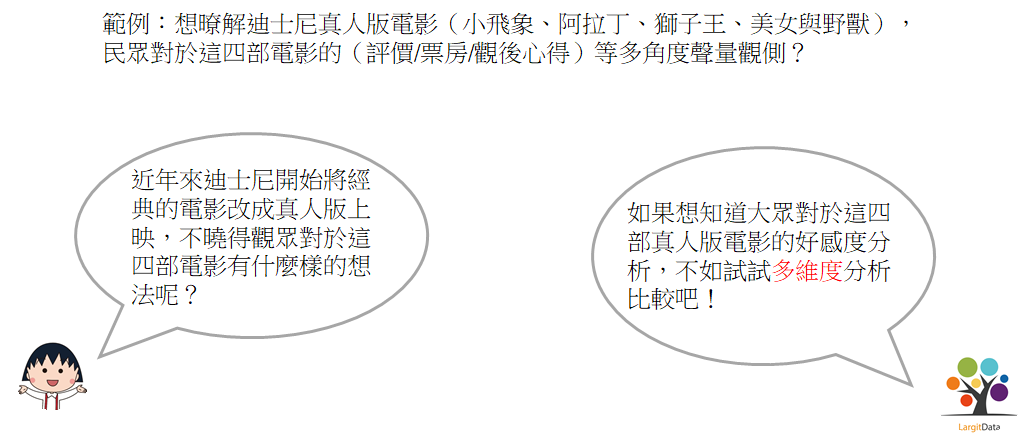 範例：想暸解迪士尼真人版電影（小飛象、阿拉丁、獅子王、美女與野獸），
民眾對於這四部電影的（評價/票房/觀後心得）等多角度聲量觀側？
近年來迪士尼開始將經
典的電影改成真人版上
映，不曉得觀眾對於這
四部電影有什麼樣的想
法呢？
如果想知道大眾對於這四
部真人版電影的好感度分
析，不如試試多維度分析
比較吧！
LargitData